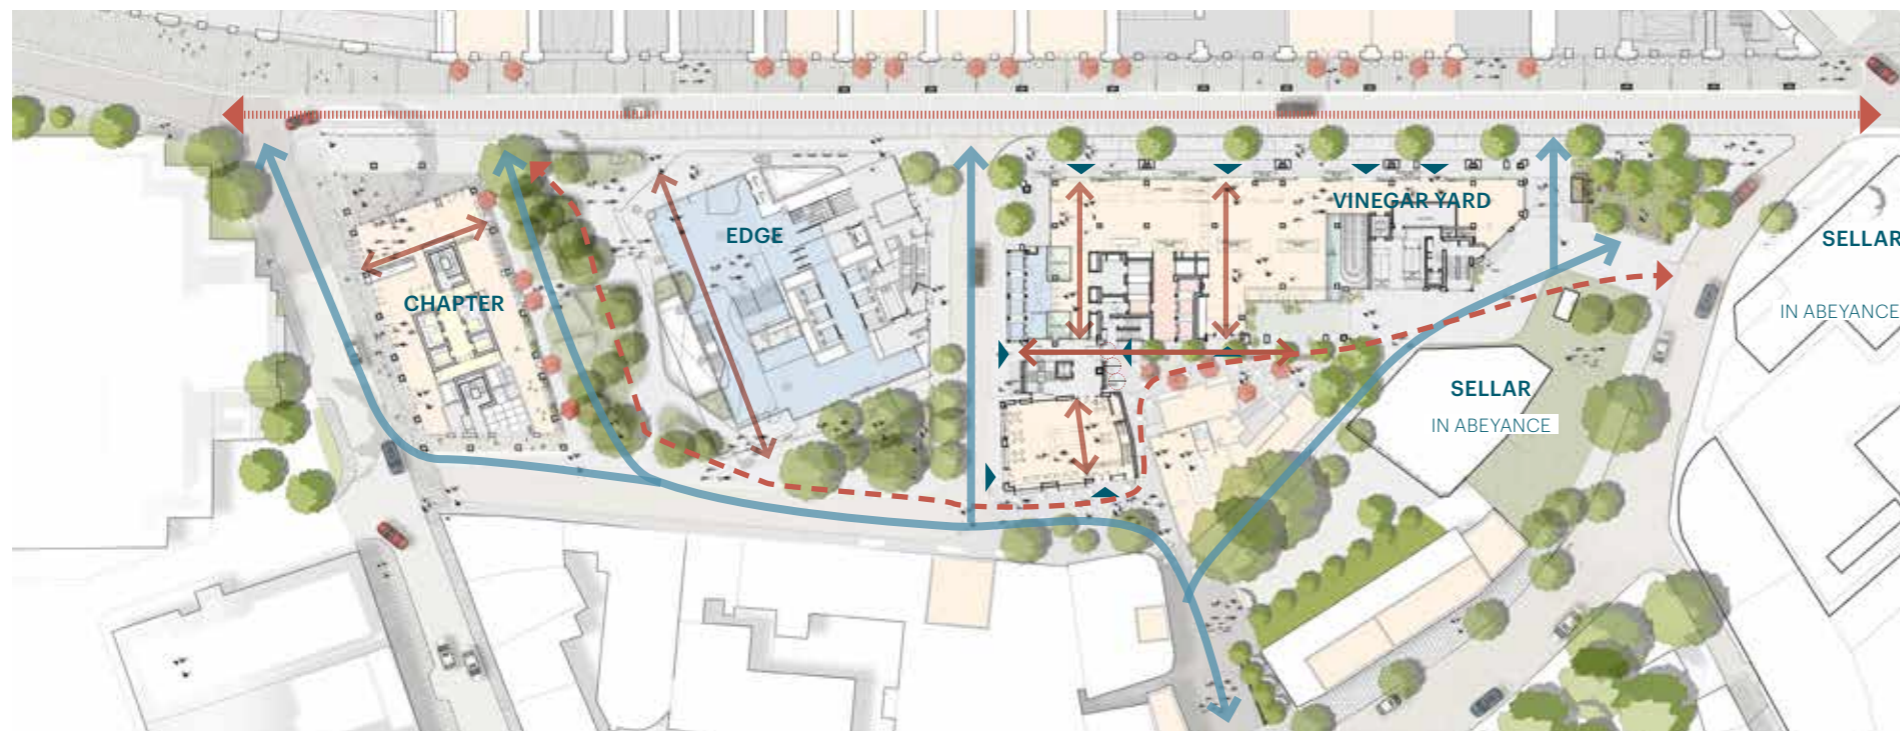 VINEGAR YARD
EDGE
SELLAR
CHAPTER
IN ABEYANCE
SELLAR
IN ABEYANCE